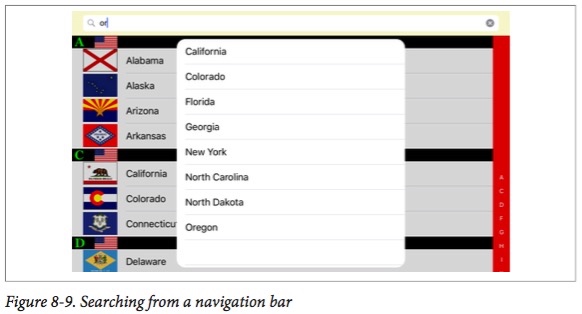 or
A
Alabama
Alaska
Arizona
Arkansas
C
California
Colorado
Connecticu
D
Delaware
California
Colorado
Florida
Georgia
New York
North Carolina
North Dakota
Oregon
A
C
D
F
G
H
I
Figure 8-9. Searching from a navigation bar